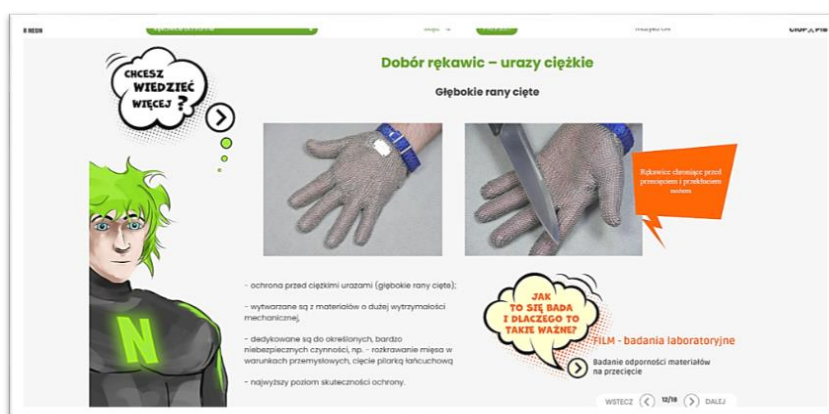 CHCESZ
WIEDZIEĆ
WIĘCEJ ?
Dobór rękawic – urazy ciężkie
Głębokie rany cięte
Rękawice chroniące przed
przecięciem i przekłuciem
nożem
- ochrona przed ciężkimi urazami (głębokie rany cięte);
- wytwarzane są z materiałów o dużej wytrzymałości
mechanicznej,
- dedykowane są do określonych, bardzo
niebezpiecznych czynności, np. - rozkrawanie mięsa w
warunkach przemysłowych, cięcie pilarką łańcuchową
- najwyższy poziom skuteczności ochrony.
N
JAK
TO SIĘ BADA
I DLACZEGO TO
TAKIE WAŻNE?
FILM - badania laboratoryjne
Badanie odporności materiałów
na przecięcie
WSTECZ 12/18 DALEJ